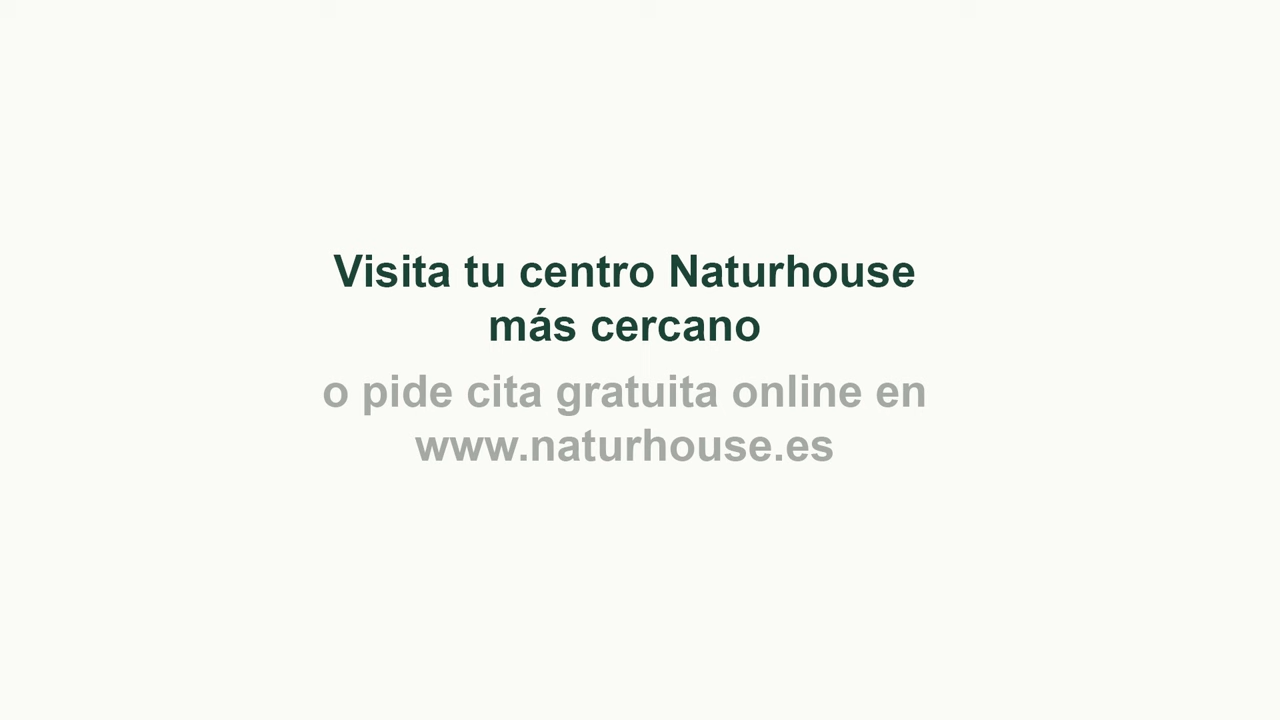 Visita tu centro Naturhouse
más cercano
o pide cita gratuita online en
www.naturhouse.es